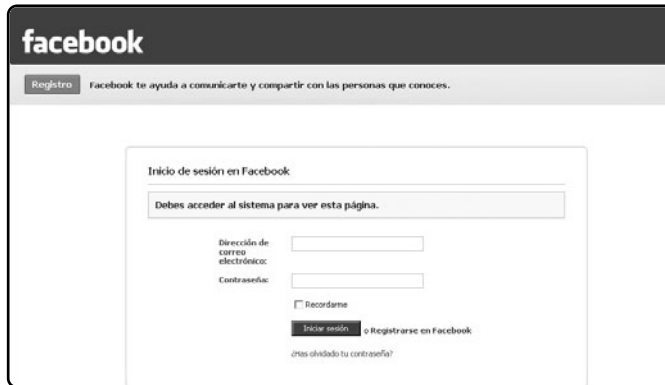 facebook
Registro Facebook te ayuda a comunicarte y compartir con las personas que conoces.
Inicio de sesión en Facebook
Debes acceder al sistema para ver esta página.
Dirección de
correo
electrónico:
Contraseña:
Recordarme
Iniciar sesión o Registrarse en Facebook
¿Has olvidado tu contraseña?